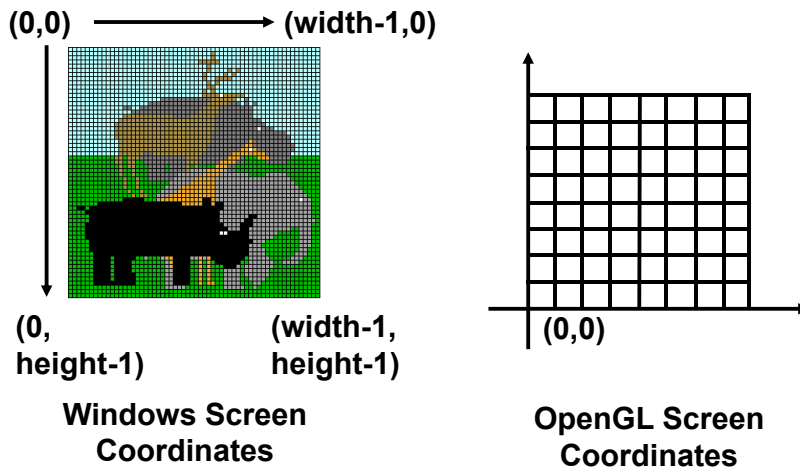 (0,0)
(width-1,0)
(0,
height-1)
(width-1,
height-1)
Windows Screen
Coordinates
(0,0)
OpenGL Screen
Coordinates